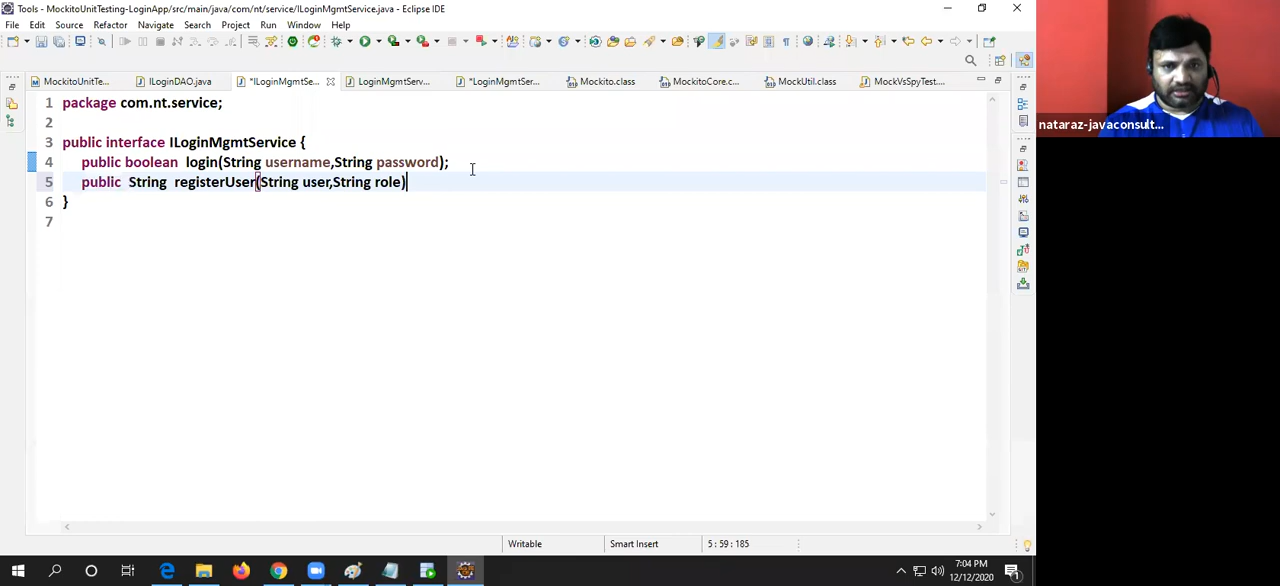 Tools - MockitoUnitTesting-LoginApp/src/main/java/com/nt/service/ILoginMgmtService.java - Eclipse IDE
File Edit Source Refactor Navigate Search Project Run Window Help
MockitoUnitTe... ILoginDAO.java *ILoginMgmtSe... LoginMgmtServ... *LoginMgmtSer... Mockito.class MockitoCore.c... MockUtil.class MockVsSpyTest....
1 package com.nt.service;
2
3 public interface ILoginMgmtService {
4 public boolean login(String username,String password);
5 public String registerUser(String user,String role)
6 }
7
nataraz-javaconsult...
Writable Smart Insert 5 : 59 : 185
7:04 PM
12/12/2020